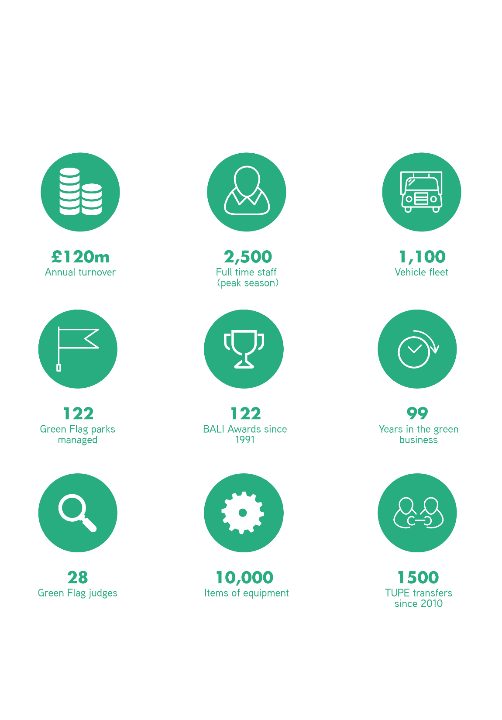 £120m
Annual turnover
2,500
Full time staff
(peak season)
1,100
Vehicle fleet
122
Green Flag parks
managed
122
BALI Awards since
1991
99
Years in the green
business
28
Green Flag judges
10,000
Items of equipment
1500
TUPE transfers
since 2010